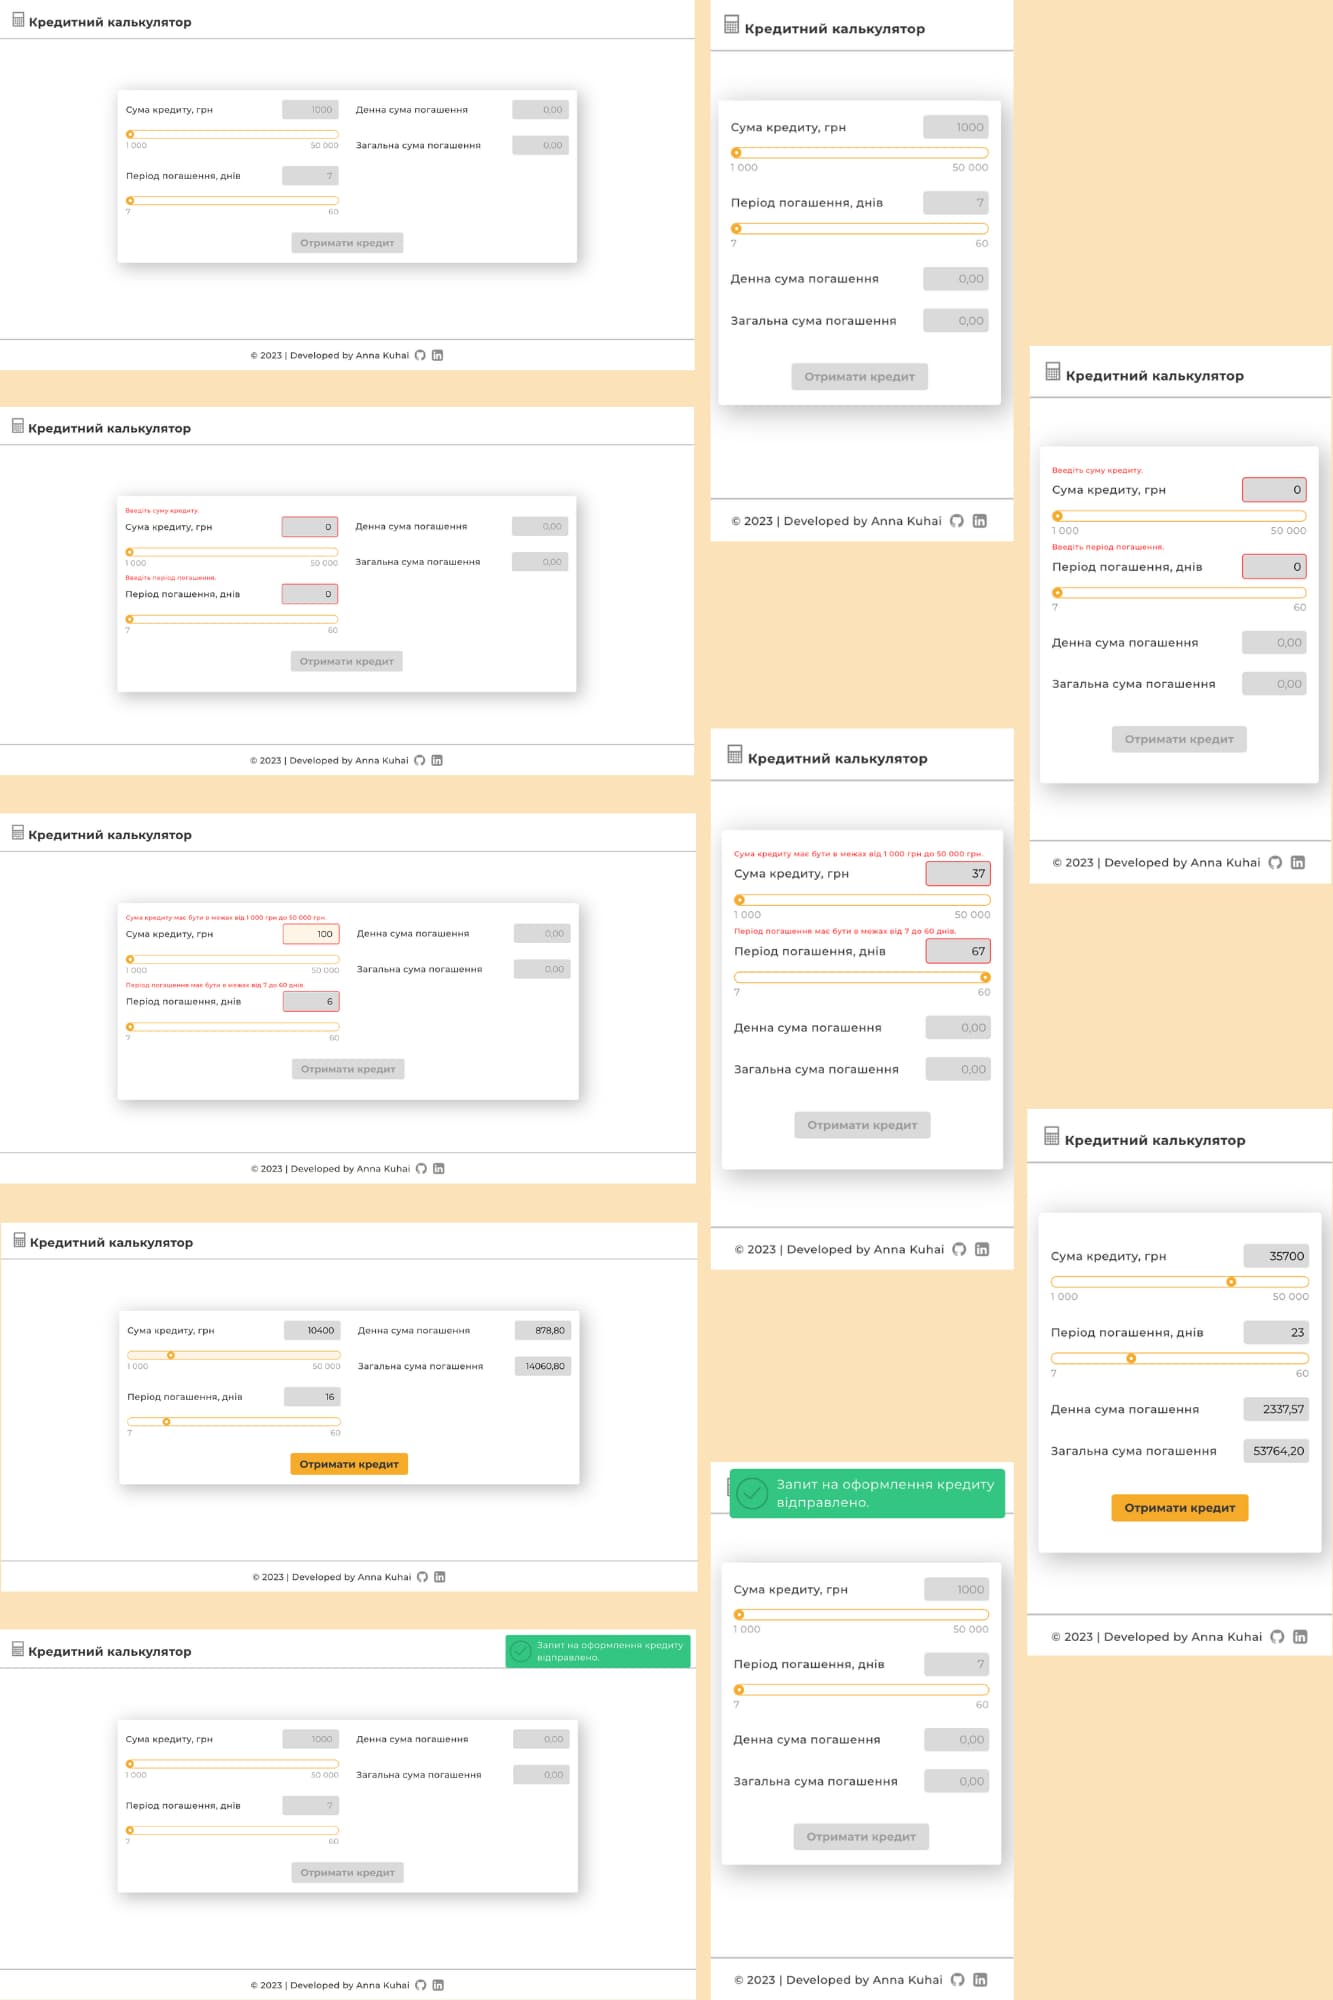 Кредитний калькулятор
Сума кредиту, грн 1000
1 000 50 000
Період погашення, днів 7
7 60
Денна сума погашення 0,00
Загальна сума погашення 0,00
Отримати кредит
© 2023 | Developed by Anna Kuhai
Кредитний калькулятор
Введіть суму кредиту.
Сума кредиту, грн 0
1 000 50 000
Введіть період погашення.
Період погашення, днів 0
7 60
Денна сума погашення 0,00
Загальна сума погашення 0,00
Отримати кредит
© 2023 | Developed by Anna Kuhai
Кредитний калькулятор
Сума кредиту має бути в межах від 1 000 грн до 50 000 грн.
Сума кредиту, грн 100
1 000 50 000
Період погашення має бути в межах від 7 до 60 днів.
Період погашення, днів 6
7 60
Денна сума погашення 0,00
Загальна сума погашення 0,00
Отримати кредит
© 2023 | Developed by Anna Kuhai
Кредитний калькулятор
Сума кредиту, грн 10400
1 000 50 000
Період погашення, днів 16
7 60
Денна сума погашення 878,80
Загальна сума погашення 14060,80
Отримати кредит
© 2023 | Developed by Anna Kuhai
Кредитний калькулятор
Запит на оформлення кредиту
відправлено.
Сума кредиту, грн 1000
1 000 50 000
Період погашення, днів 7
7 60
Денна сума погашення 0,00
Загальна сума погашення 0,00
Отримати кредит
© 2023 | Developed by Anna Kuhai
Кредитний калькулятор
Сума кредиту, грн 1000
1 000 50 000
Період погашення, днів 7
7 60
Денна сума погашення 0,00
Загальна сума погашення 0,00
Отримати кредит
© 2023 | Developed by Anna Kuhai
Кредитний калькулятор
Сума кредиту має бути в межах від 1 000 грн до 50 000 грн.
Сума кредиту, грн 37
1 000 50 000
Період погашення має бути в межах від 7 до 60 днів.
Період погашення, днів 67
7 60
Денна сума погашення 0,00
Загальна сума погашення 0,00
Отримати кредит
© 2023 | Developed by Anna Kuhai
Запит на оформлення кредиту
відправлено.
Сума кредиту, грн 1000
1 000 50 000
Період погашення, днів 7
7 60
Денна сума погашення 0,00
Загальна сума погашення 0,00
Отримати кредит
© 2023 | Developed by Anna Kuhai
Кредитний калькулятор
Введіть суму кредиту.
Сума кредиту, грн 0
1 000 50 000
Введіть період погашення.
Період погашення, днів 0
7 60
Денна сума погашення 0,00
Загальна сума погашення 0,00
Отримати кредит
© 2023 | Developed by Anna Kuhai
Кредитний калькулятор
Сума кредиту, грн 35700
1 000 50 000
Період погашення, днів 23
7 60
Денна сума погашення 2337,57
Загальна сума погашення 53764,20
Отримати кредит
© 2023 | Developed by Anna Kuhai